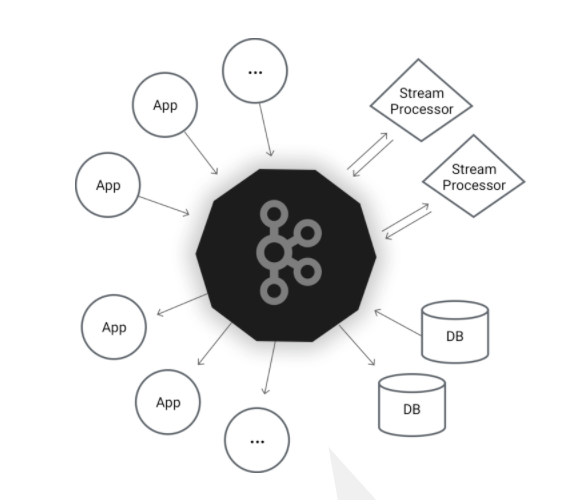 ...
App
App
Stream
Processor
Stream
Processor
App
App
...
DB
DB